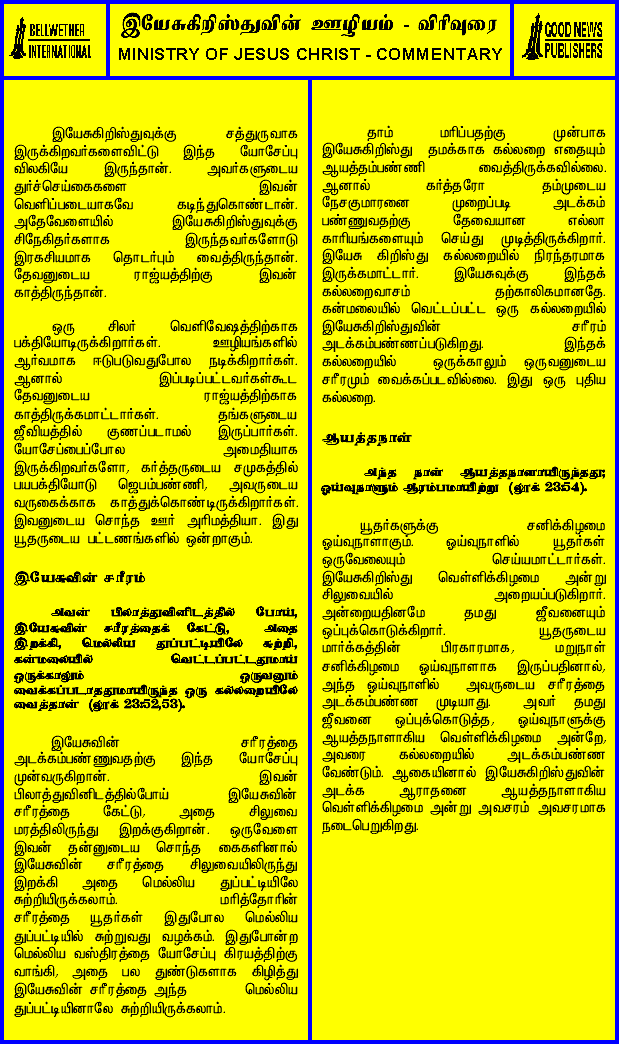 BELLWETHER
INTERNATIONAL
இயேசுகிறிஸ்துவின் ஊழியம் - விரிவுரை
MINISTRY OF JESUS CHRIST - COMMENTARY
GOOD NEWS
PUBLISHERS
இயேசுகிறிஸ்துவுக்கு சத்துருவாக
இருக்கிறவர்களைவிட்டு இந்த யோசேப்பு
விலகியே இருந்தான். அவர்களுடைய
துர்ச்செய்கைகளை இவன்
வெளிப்படையாகவே கடிந்துகொண்டான்.
அதேவேளையில் இயேசுகிறிஸ்துவுக்கு
சிநேகிதர்களாக இருந்தவர்களோடு
இரகசியமாக தொடர்பும் வைத்திருந்தான்.
தேவனுடைய ராஜ்யத்திற்கு இவன்
காத்திருந்தான்.
ஒரு சிலர் வெளிவேஷத்திற்காக
பக்தியோடிருக்கிறார்கள். ஊழியங்களில்
ஆர்வமாக ஈடுபடுவதுபோல நடிக்கிறார்கள்.
ஆனால் இப்படிப்பட்டவர்கள்கூட
தேவனுடைய ராஜ்யத்திற்காக
காத்திருக்கமாட்டார்கள். தங்களுடைய
ஜீவியத்தில் குணப்படாமல் இருப்பார்கள்.
யோசேப்பைப்போல அமைதியாக
இருக்கிறவர்களோ, கர்த்தருடைய சமுகத்தில்
பயபக்தியோடு ஜெபம்பண்ணி, அவருடைய
வருகைக்காக காத்துக்கொண்டிருக்கிறார்கள்.
இவனுடைய சொந்த ஊர் அரிமத்தியா. இது
யூதருடைய பட்டணங்களில் ஒன்றாகும்.
இயேசுவின் சரீரம்
அவன் பிலாத்துவினிடத்தில் போய்,
இயேசுவின் சரீரத்தைக் கேட்டு, அதை
இறக்கி, மெல்லிய துப்பட்டியிலே சுற்றி,
கன்மலையில் வெட்டப்பட்டதுமாய்
ஒருக்காலும் ஒருவனும்
வைக்கப்படாததுமாயிருந்த ஒரு கல்லறையிலே
வைத்தான் (லூக் 23:52,53).
இயேசுவின் சரீரத்தை
அடக்கம்பண்ணுவதற்கு இந்த யோசேப்பு
முன்வருகிறான். இவன்
பிலாத்துவினிடத்தில்போய் இயேசுவின்
சரீரத்தை கேட்டு, அதை சிலுவை
மரத்திலிருந்து இறக்குகிறான். ஒருவேளை
இவன் தன்னுடைய சொந்த கைகளினால்
இயேசுவின் சரீரத்தை சிலுவையிலிருந்து
இறக்கி அதை மெல்லிய துப்பட்டியிலே
சுற்றியிருக்கலாம். மரித்தோரின்
சரீரத்தை யூதர்கள் இதுபோல மெல்லிய
துப்பட்டியில் சுற்றுவது வழக்கம். இதுபோன்ற
மெல்லிய வஸ்திரத்தை யோசேப்பு கிரயத்திற்கு
வாங்கி, அதை பல துண்டுகளாக கிழித்து
இயேசுவின் சரீரத்தை அந்த மெல்லிய
துப்பட்டியினாலே சுற்றியிருக்கலாம்.
தாம் மரிப்பதற்கு முன்பாக
இயேசுகிறிஸ்து தமக்காக கல்லறை எதையும்
ஆயத்தம்பண்ணி வைத்திருக்கவில்லை.
ஆனால் கர்த்தரோ தம்முடைய
நேசகுமாரனை முறைப்படி அடக்கம்
பண்ணுவதற்கு தேவையான எல்லா
காரியங்களையும் செய்து முடித்திருக்கிறார்.
இயேசு கிறிஸ்து கல்லறையில் நிரந்தரமாக
இருக்கமாட்டார். இயேசுவுக்கு இந்தக்
கல்லறைவாசம் தற்காலிகமானதே.
கன்மலையில் வெட்டப்பட்ட ஒரு கல்லறையில்
இயேசுகிறிஸ்துவின் சரீரம்
அடக்கம்பண்ணப்படுகிறது. இந்தக்
கல்லறையில் ஒருக்காலும் ஒருவனுடைய
சரீரமும் வைக்கப்படவில்லை. இது ஒரு புதிய
கல்லறை.
ஆயத்தநாள்
அந்த நாள் ஆயத்தநாளாயிருந்தது;
ஓய்வுநாளும் ஆரம்பமாயிற்று (லூக் 23:54).
யூதர்களுக்கு சனிக்கிழமை
ஓய்வுநாளாகும். ஓய்வுநாளில் யூதர்கள்
ஒருவேலையும் செய்யமாட்டார்கள்.
இயேசுகிறிஸ்து வெள்ளிக்கிழமை அன்று
சிலுவையில் அறையப்படுகிறார்.
அன்றையதினமே தமது ஜீவனையும்
ஒப்புக்கொடுக்கிறார். யூதருடைய
மார்க்கத்தின் பிரகாரமாக, மறுநாள்
சனிக்கிழமை ஓய்வுநாளாக இருப்பதினால்,
அந்த ஓய்வுநாளில் அவருடைய சரீரத்தை
அடக்கம்பண்ண முடியாது. அவர் தமது
ஜீவனை ஒப்புக்கொடுத்த, ஓய்வுநாளுக்கு
ஆயத்தநாளாகிய வெள்ளிக்கிழமை அன்றே,
அவரை கல்லறையில் அடக்கம்பண்ண
வேண்டும். ஆகையினால் இயேசுகிறிஸ்துவின்
அடக்க ஆராதனை ஆயத்தநாளாகிய
வெள்ளிக்கிழமை அன்று அவசரம் அவசரமாக
நடைபெறுகிறது.